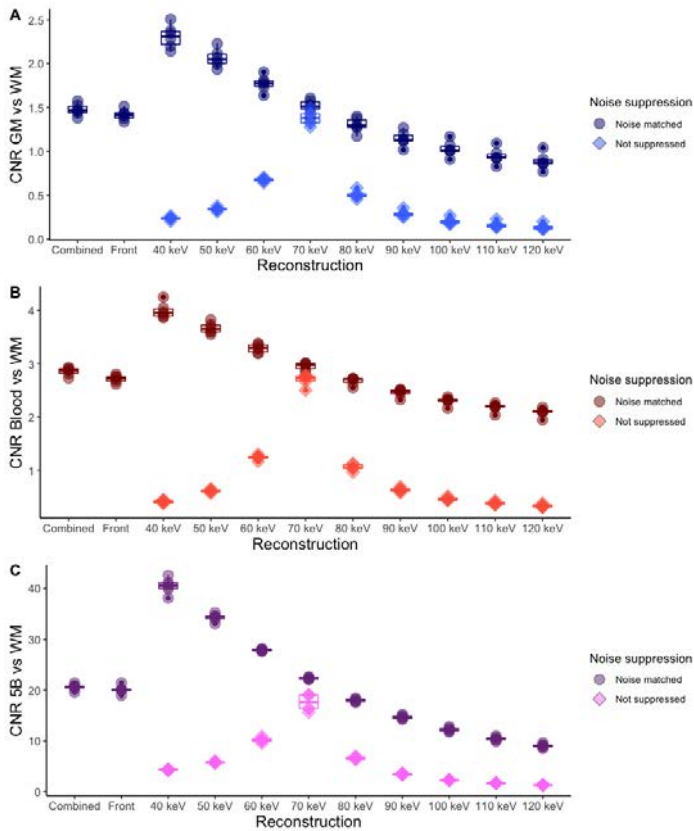 A
CNR GM vs WM
2.5
2.0
1.5
1.0
0.5
0.0
Combined Front 40 keV 50 keV 60 keV 70 keV 80 keV 90 keV 100 keV 110 keV 120 keV
Reconstruction
Noise suppression
Noise matched
Not suppressed
B
CNR Blood vs WM
4
3
2
1
Combined Front 40 keV 50 keV 60 keV 70 keV 80 keV 90 keV 100 keV 110 keV 120 keV
Reconstruction
Noise suppression
Noise matched
Not suppressed
C
CNR 5B vs WM
40
30
20
10
0
Combined Front 40 keV 50 keV 60 keV 70 keV 80 keV 90 keV 100 keV 110 keV 120 keV
Reconstruction
Noise suppression
Noise matched
Not suppressed